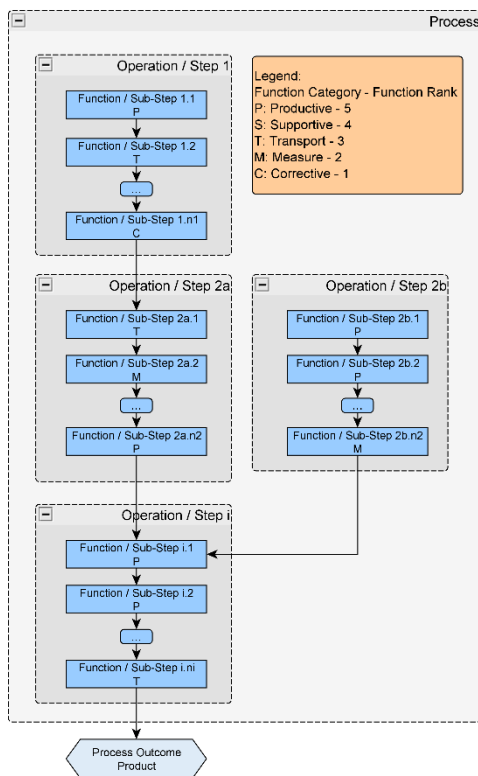 Process
Operation / Step 1
Function / Sub-Step 1.1
P
Function / Sub-Step 1.2
T
...
Function / Sub-Step 1.n1
C
Legend:
Function Category - Function Rank
P: Productive - 5
S: Supportive - 4
T: Transport - 3
M: Measure - 2
C: Corrective - 1
Operation / Step 2a
Function / Sub-Step 2a.1
T
Function / Sub-Step 2a.2
M
...
Function / Sub-Step 2a.n2
P
Operation / Step 2b
Function / Sub-Step 2b.1
P
Function / Sub-Step 2b.2
P
...
Function / Sub-Step 2b.n2
M
Operation / Step i
Function / Sub-Step i.1
P
Function / Sub-Step i.2
P
...
Function / Sub-Step i.ni
T
Process Outcome
Product